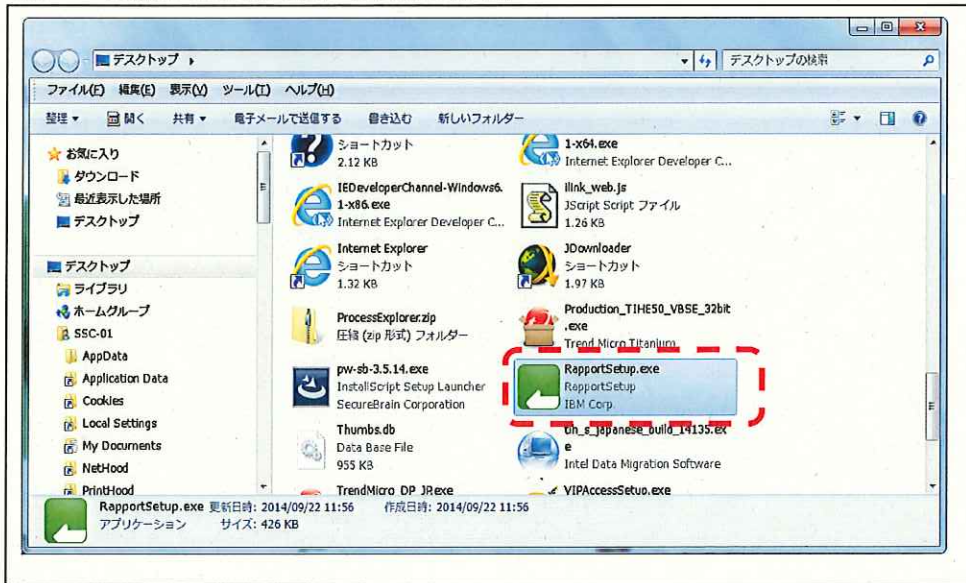 デスクトップ
デスクトップの検索
ファイル(F) 編集(E) 表示(V) ツール(T) ヘルプ(H)
整理 開く 共有 電子メールで送信する 書き込む 新しいフォルダー
お気に入り
ダウンロード
最近表示した場所
デスクトップ
デスクトップ
ライブラリ
ホームグループ
SSC-01
AppData
Application Data
Cookies
Local Settings
My Documents
NetHood
PrintHood
ショートカット
2.12 KB
1-x64.exe
Internet Explorer Developer C...
IEDeveloperChannel-Windows6.
1-x86.exe
Internet Explorer Developer C...
ilink_web.js
JScript Script ファイル
1.26 KB
Internet Explorer
ショートカット
1.32 KB
JDownloader
ショートカット
1.97 KB
ProcessExplorer.zip
圧縮 (zip 形式) フォルダー
Production_TIHE50_VBSE_32bit
.exe
Trend Micro Titanium
pw-sb-3.5.14.exe
InstallScript Setup Launcher
SecureBrain Corporation
RapportSetup.exe
RapportSetup
IBM Corp.
Thumbs.db
Data Base File
955 KB
tih_s_japanese_build_14135.ex
e
Intel Data Migration Software
TrendMicro DP JP.exe
VIPAccessSetup.exe
RapportSetup.exe 更新日時: 2014/09/22 11:56 作成日時: 2014/09/22 11:56
アプリケーション サイズ: 426 KB